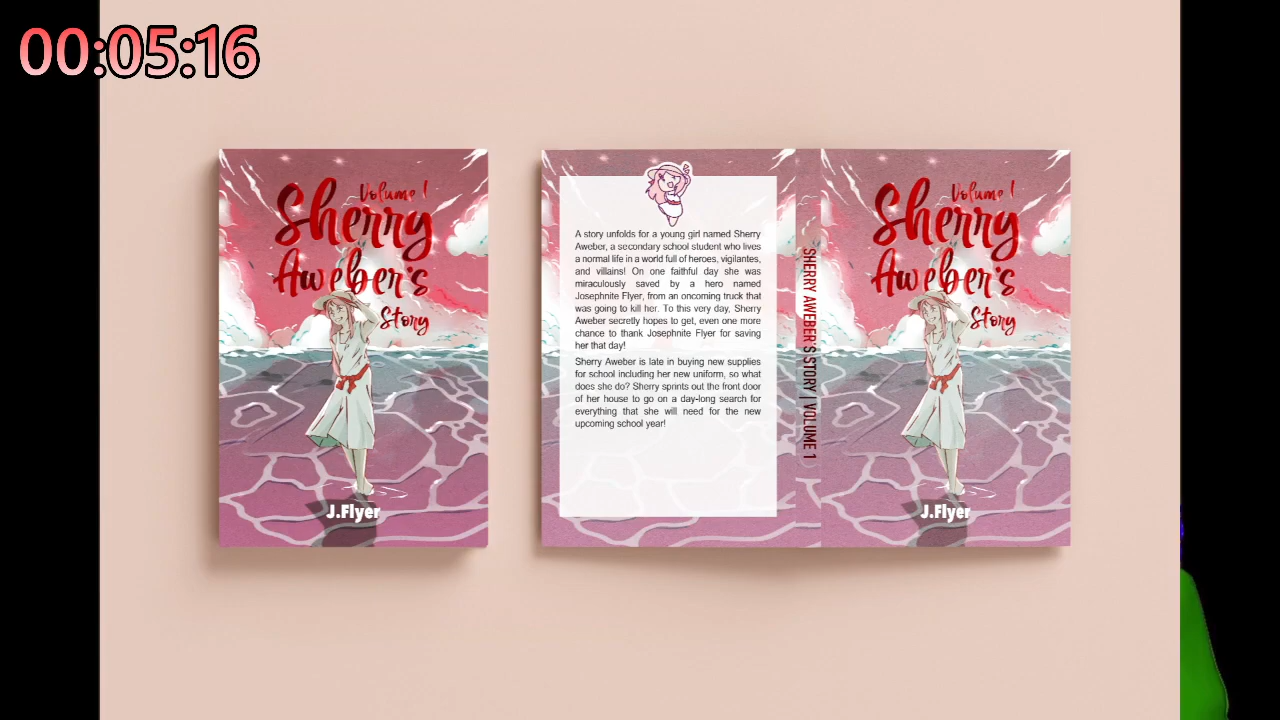 00:05:16
Volume 1
Sherry
Aweber's
Story
J.Flyer
A story unfolds for a young girl named Sherry
Aweber, a secondary school student who lives
a normal life in a world full of heroes, vigilantes,
and villains! On one faithful day she was
miraculously saved by a hero named
Josephnite Flyer, from an oncoming truck that
was going to kill her. To this very day, Sherry
Aweber secretly hopes to get, even one more
chance to thank Josephnite Flyer for saving
her that day!
Sherry Aweber is late in buying new supplies
for school including her new uniform, so what
does she do? Sherry sprints out the front door
of her house to go on a day-long search for
everything that she will need for the new
upcoming school year!
SHERRY AWEBER'S STORY | VOLUME 1
Volume 1
Sherry
Aweber's
Story
J.Flyer